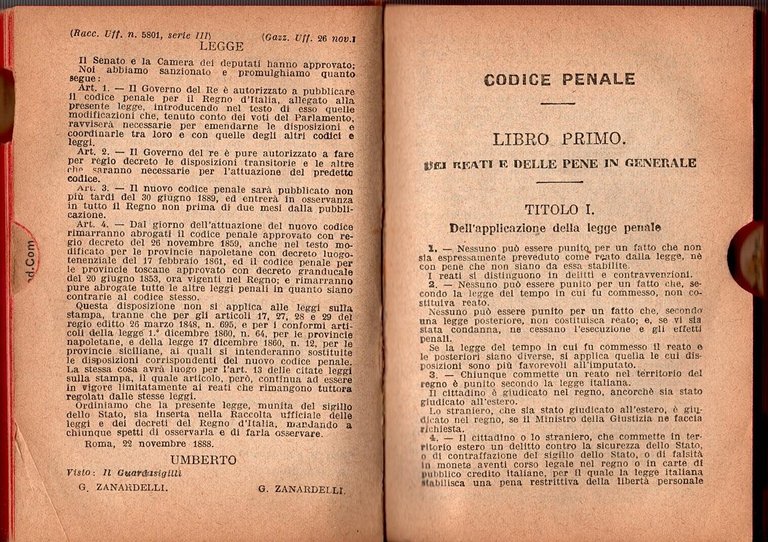 (Racc. Uff. n. 5801, serie III) (Gazz. Uff. 26 nov.
LEGGE
Il Senato e la Camera dei deputati hanno approvato;
Noi abbiamo sanzionato e promulghiamo quanto
segue:
Art. 1. — Il Governo del Re è autorizzato a pubblicare
il codice penale per il Regno d'Italia, allegato alla
presente legge, introducendo nel testo di esso quelle
modificazioni che, tenuto conto dei voti del Parlamento,
ravviserà necessarie per emendarne le disposizioni e
coordinarle tra loro e con quelle degli altri codici e
leggi.
Art. 2. — Il Governo del re è pure autorizzato a fare
per regio decreto le disposizioni transitorie e le altre
che saranno necessarie per l'attuazione del predetto
codice.
Art. 3. — Il nuovo codice penale sarà pubblicato non
più tardi del 30 giugno 1889, ed entrerà in osservanza
in tutto il Regno non prima di due mesi dalla pubbli-
cazione.
Art. 4. — Dal giorno dell'attuazione del nuovo codice
rimarranno abrogati il codice penale approvato con re-
gio decreto del 26 novembre 1859, anche nel testo mo-
dificato per le provincie napoletane con decreto luogo-
tenenziale del 17 febbraio 1861, ed il codice penale per
le provincie toscane approvato con decreto granducale
del 20 giugno 1853, ora vigenti nel Regno; e rimarranno
pure abrogate tutte le altre leggi penali in quanto siano
contrarie al codice stesso.
Questa disposizione non si applica alle leggi sulla
stampa, tranne che per gli articoli 17, 27, 28 e 29 del
regio editto 26 marzo 1848, n. 695, e per i conformi arti-
coli della legge 1.° dicembre 1860, n. 64, per le provincie
napoletane, e della legge 17 dicembre 1860, n. 12, per le
provincie siciliane, ai quali si intenderanno sostituite
le disposizioni corrispondenti del nuovo codice penale.
La stessa cosa avrà luogo per l'art. 13 delle citate leggi
sulla stampa, il quale articolo, però, continua ad essere
in vigore limitatamente ai reati che rimangono tuttora
regolati dalle stesse leggi.
Ordiniamo che la presente legge, munita del sigillo
dello Stato, sia inserta nella Raccolta ufficiale delle
leggi e dei decreti del Regno d'Italia, mandando a
chiunque spetti di osservarla e di farla osservare.
Roma, 22 novembre 1888.
UMBERTO
Visto: Il Guardasigilli
G. ZANARDELLI. G. ZANARDELLI.
d.Com
CODICE PENALE
LIBRO PRIMO.
DEI REATI E DELLE PENE IN GENERALE
TITOLO I.
Dell'applicazione della legge penale
1. — Nessuno può essere punito per un fatto che non
sia espressamente preveduto come reato dalla legge, nè
con pene che non siano da essa stabilite.
I reati si distinguono in delitti e contravvenzioni.
2. — Nessuno può essere punito per un fatto che, se-
condo la legge del tempo in cui fu commesso, non co-
stituiva reato.
Nessuno può essere punito per un fatto che, secondo
una legge posteriore, non costituisca reato; e, se vi sia
stata condanna, ne cessano l'esecuzione e gli effetti
penali.
Se la legge del tempo in cui fu commesso il reato e
le posteriori siano diverse, si applica quella le cui dis-
posizioni sono più favorevoli all'imputato.
3. — Chiunque commette un reato nel territorio del
regno è punito secondo la legge italiana.
Il cittadino è giudicato nel regno, ancorchè sia stato
giudicato all'estero.
Lo straniero, che sia stato giudicato all'estero, è giu-
dicato nel regno, se il Ministro della Giustizia ne faccia
richiesta.
4. — Il cittadino o lo straniero, che commette in ter-
ritorio estero un delitto contro la sicurezza dello Stato,
o di contraffazione del sigillo dello Stato, o di falsità
in monete aventi corso legale nel regno o in carte di
pubblico credito italiane, per il quale la legge italiana
stabilisca una pena restrittiva della libertà personale